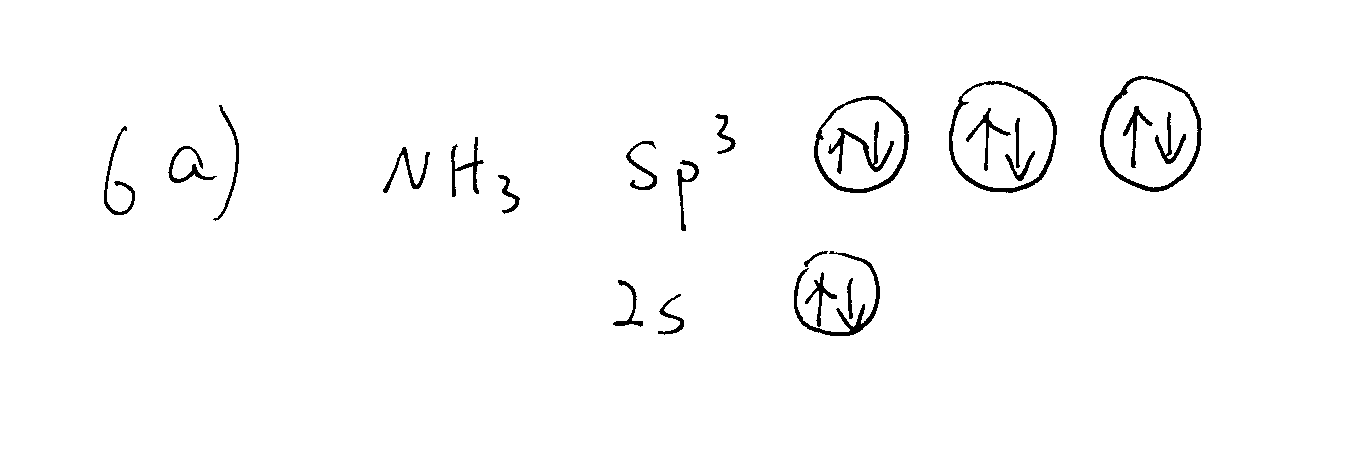 6 a) NH₃ Sp³ ↑↓ ↑↓ ↑↓
2s ↑↓